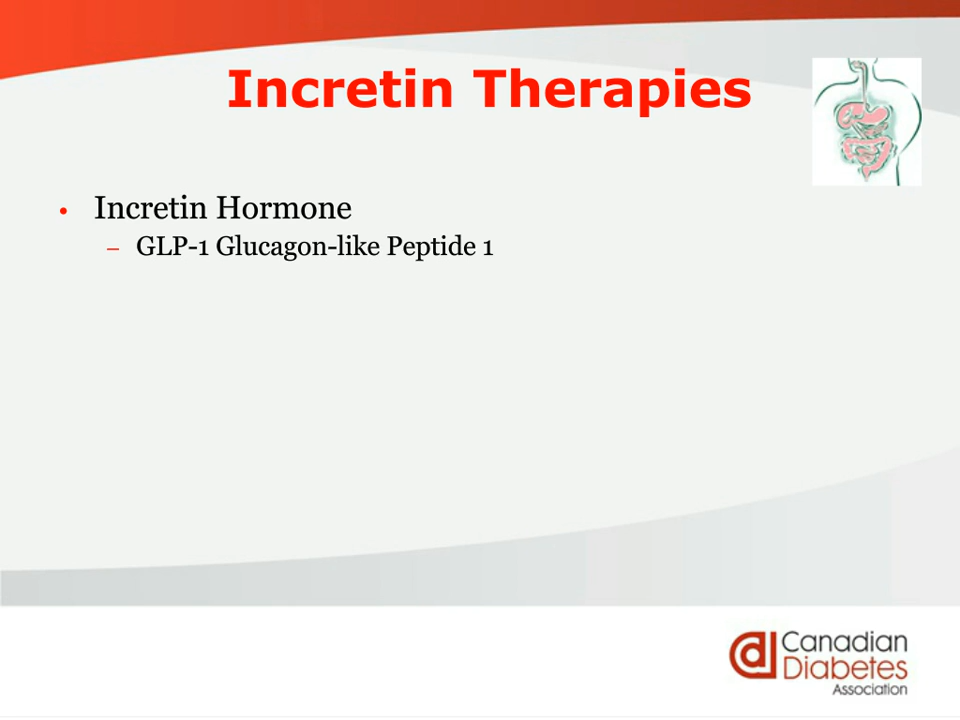 Incretin Therapies
• Incretin Hormone
– GLP-1 Glucagon-like Peptide 1
Canadian
Diabetes
Association